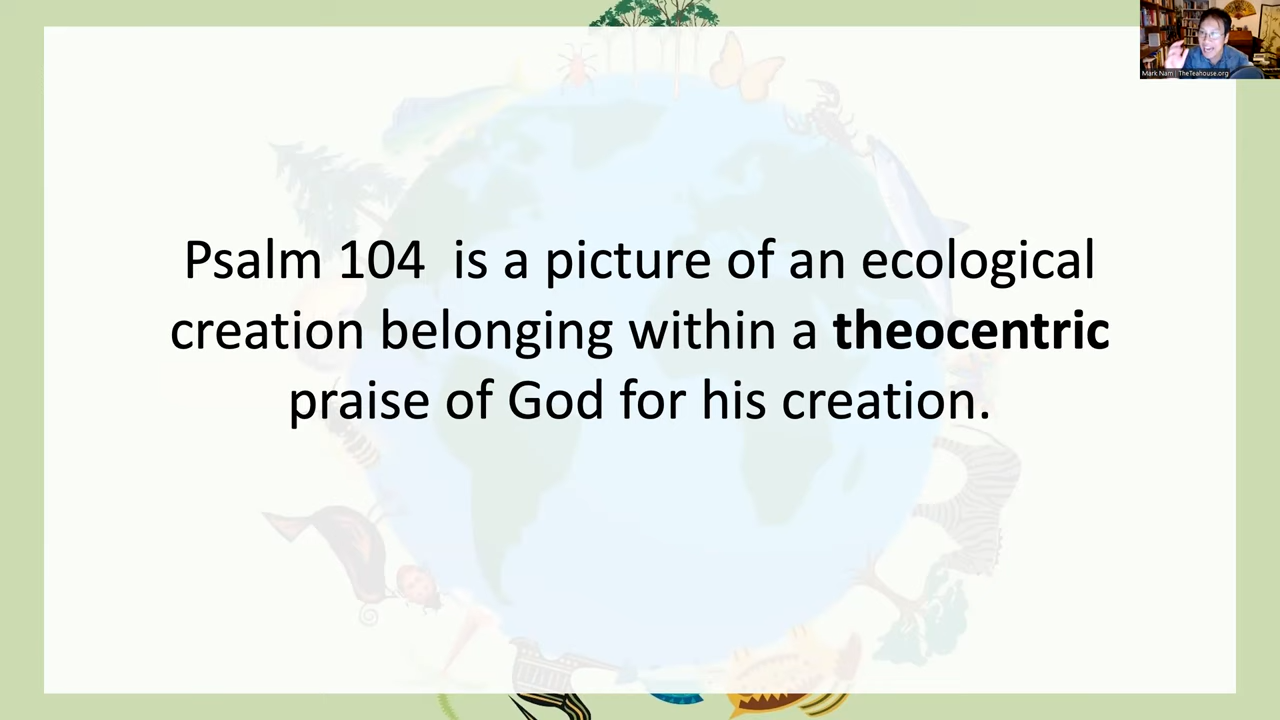 Mark Nam | TheTeahouse.org
Psalm 104  is a picture of an ecological
creation belonging within a theocentric
praise of God for his creation.